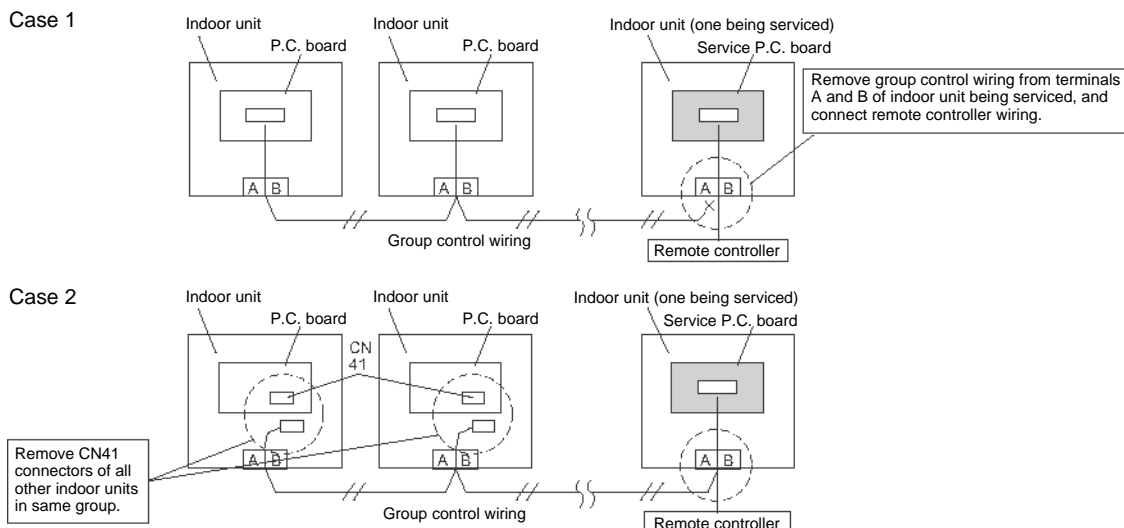 Case 1
Indoor unit
P.C. board
Indoor unit
P.C. board
Indoor unit (one being serviced)
Service P.C. board
Remove group control wiring from terminals
A and B of indoor unit being serviced, and
connect remote controller wiring.
A B
A B
A B
Group control wiring
Remote controller
Case 2
Indoor unit
P.C. board
Indoor unit
P.C. board
Indoor unit (one being serviced)
Service P.C. board
CN
41
Remove CN41
connectors of all
other indoor units
in same group.
A B
A B
A B
Group control wiring
Remote controller